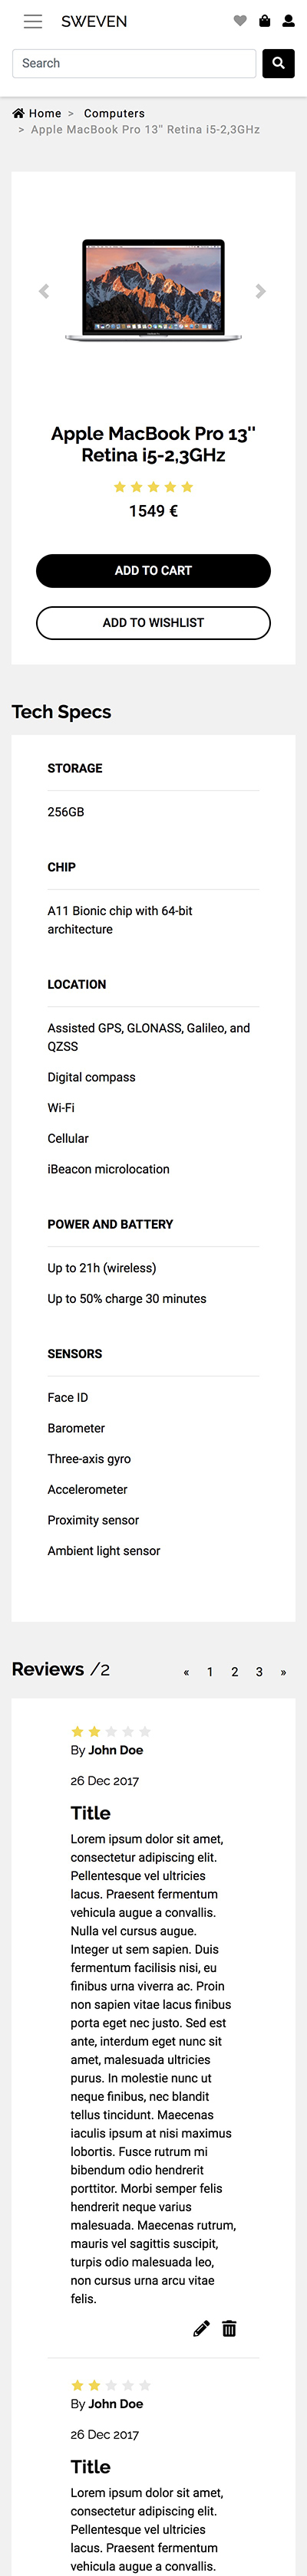 SWEVEN
Search
Home > Computers
> Apple MacBook Pro 13" Retina i5-2,3GHz
Apple MacBook Pro 13''
Retina i5-2,3GHz
1549 €
ADD TO CART
ADD TO WISHLIST
Tech Specs
STORAGE
256GB
CHIP
A11 Bionic chip with 64-bit
architecture
LOCATION
Assisted GPS, GLONASS, Galileo, and
QZSS
Digital compass
Wi-Fi
Cellular
iBeacon microlocation
POWER AND BATTERY
Up to 21h (wireless)
Up to 50% charge 30 minutes
SENSORS
Face ID
Barometer
Three-axis gyro
Accelerometer
Proximity sensor
Ambient light sensor
Reviews /2 « 1 2 3 »
By John Doe
26 Dec 2017
Title
Lorem ipsum dolor sit amet,
consectetur adipiscing elit.
Pellentesque vel ultricies
lacus. Praesent fermentum
vehicula augue a convallis.
Nulla vel cursus augue.
Integer ut sem sapien. Duis
fermentum facilisis nisi, eu
finibus urna viverra ac. Proin
non sapien vitae lacus finibus
porta eget nec justo. Sed est
ante, interdum eget nunc sit
amet, malesuada ultricies
purus. In molestie nunc ut
neque finibus, nec blandit
tellus tincidunt. Maecenas
iaculis ipsum at nisi maximus
lobortis. Fusce rutrum mi
bibendum odio hendrerit
porttitor. Morbi semper felis
hendrerit neque varius
malesuada. Maecenas rutrum,
mauris vel sagittis suscipit,
turpis odio malesuada leo,
non cursus urna arcu vitae
felis.
By John Doe
26 Dec 2017
Title
Lorem ipsum dolor sit amet,
consectetur adipiscing elit.
Pellentesque vel ultricies
lacus. Praesent fermentum
vehicula augue a convallis.